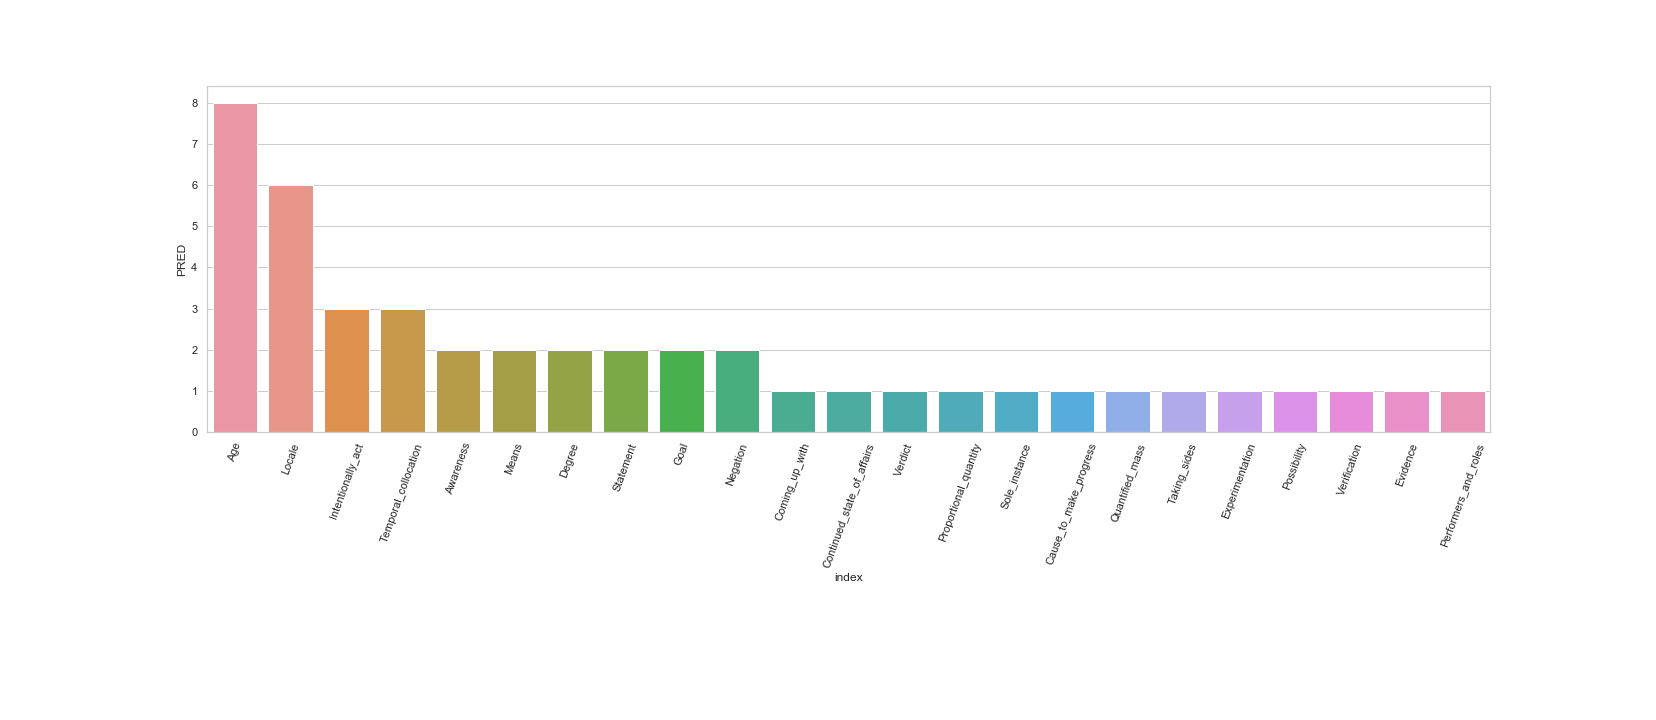 8
7
6
5
4
3
2
1
0
PRED
Age
Locale
Intentionally_act
Temporal_collocation
Awareness
Means
Degree
Statement
Goal
Negation
Coming_up_with
Continued_state_of_affairs
Verdict
Proportional_quantity
Sole_instance
Cause_to_make_progress
Quantified_mass
Taking_sides
Experimentation
Possibility
Verification
Evidence
Performers_and_roles
index